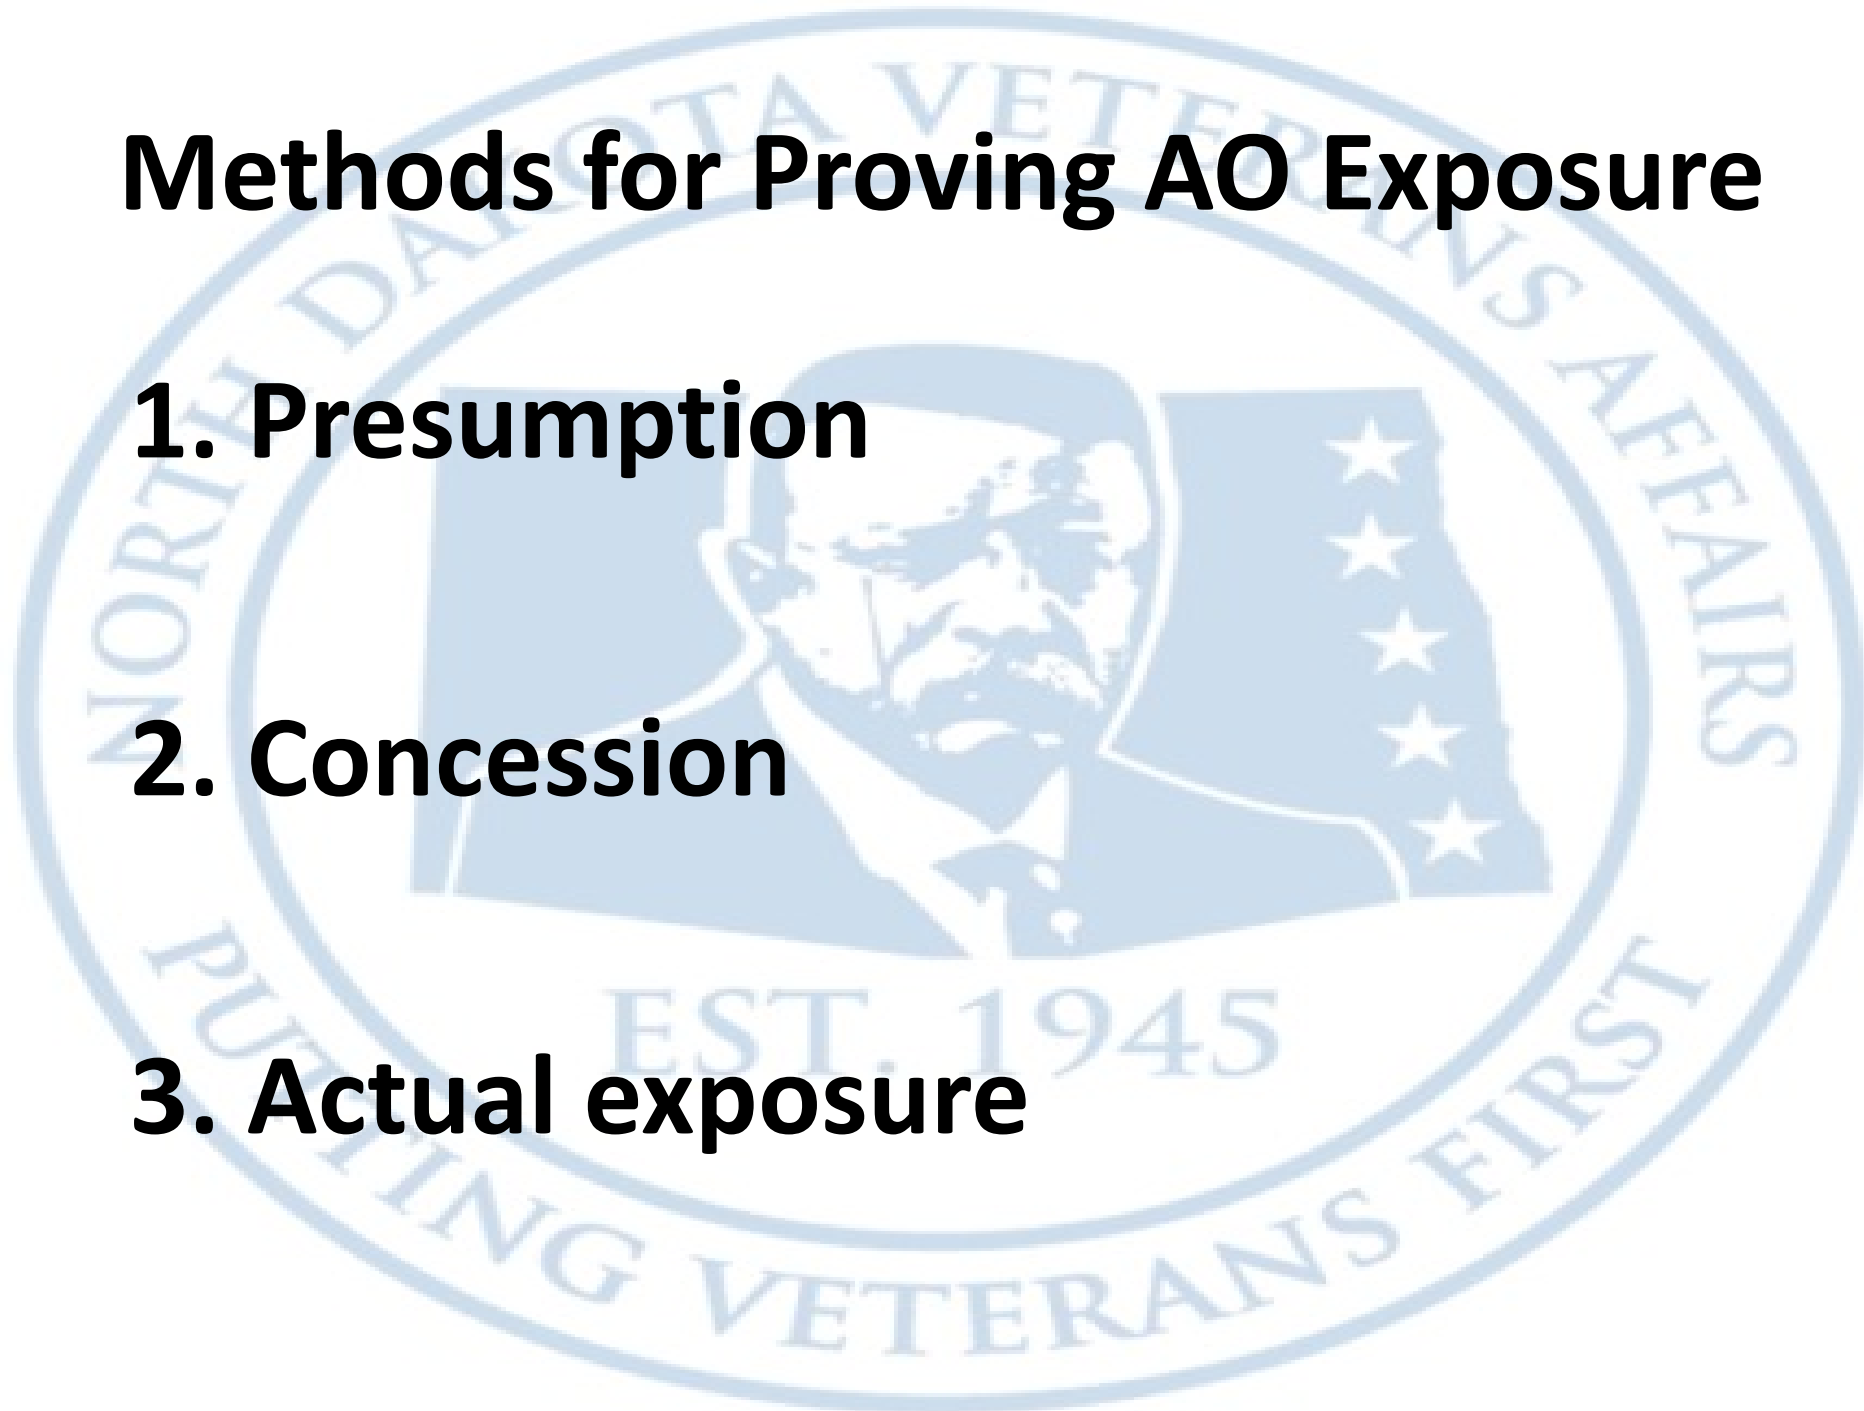 Methods for Proving AO Exposure
1. Presumption
2. Concession
3. Actual exposure
NORTH DAKOTA VETERANS AFFAIRS
EST. 1945
PUTTING VETERANS FIRST